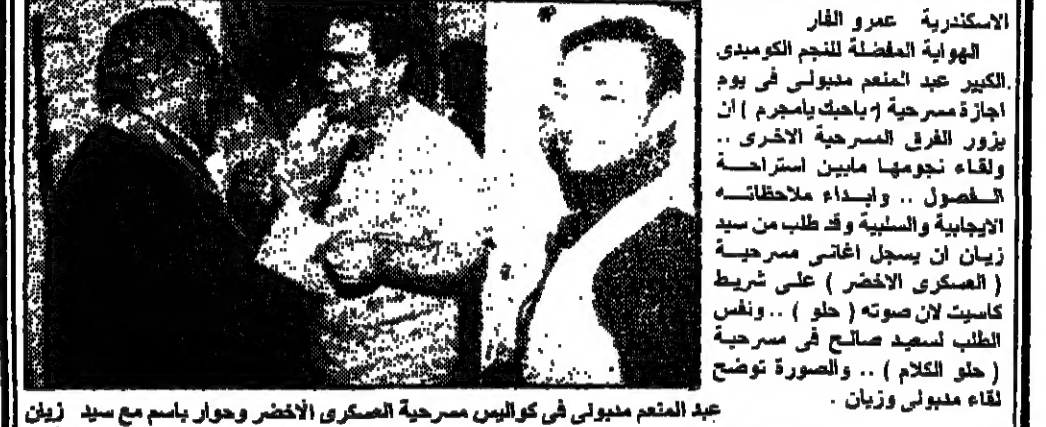 الاسكندرية عمرو الفار
الهواية المفضلة للنجم الكوميدى
الكبير عبد المنعم مدبولى فى يوم
اجازة مسرحية ( باحبك يامجرم ) ان
يزور الفرق المسرحية الاخرى ..
ولقاء نجومها مابين استراحة
الفصول .. وابداء ملاحظاته
الايجابية والسلبية وقد طلب من سيد
زيان ان يسجل اغانى مسرحية
( العسكرى الاخضر ) على شريط
كاسيت لان صوته ( حلو ) .. ونفس
الطلب لسعيد صالح فى مسرحية
( حلو الكلام ) .. والصورة توضح
لقاء مدبولى وزيان .
عبد المنعم مدبولى فى كواليس مسرحية العسكرى الاخضر وحوار باسم مع سيد زيان